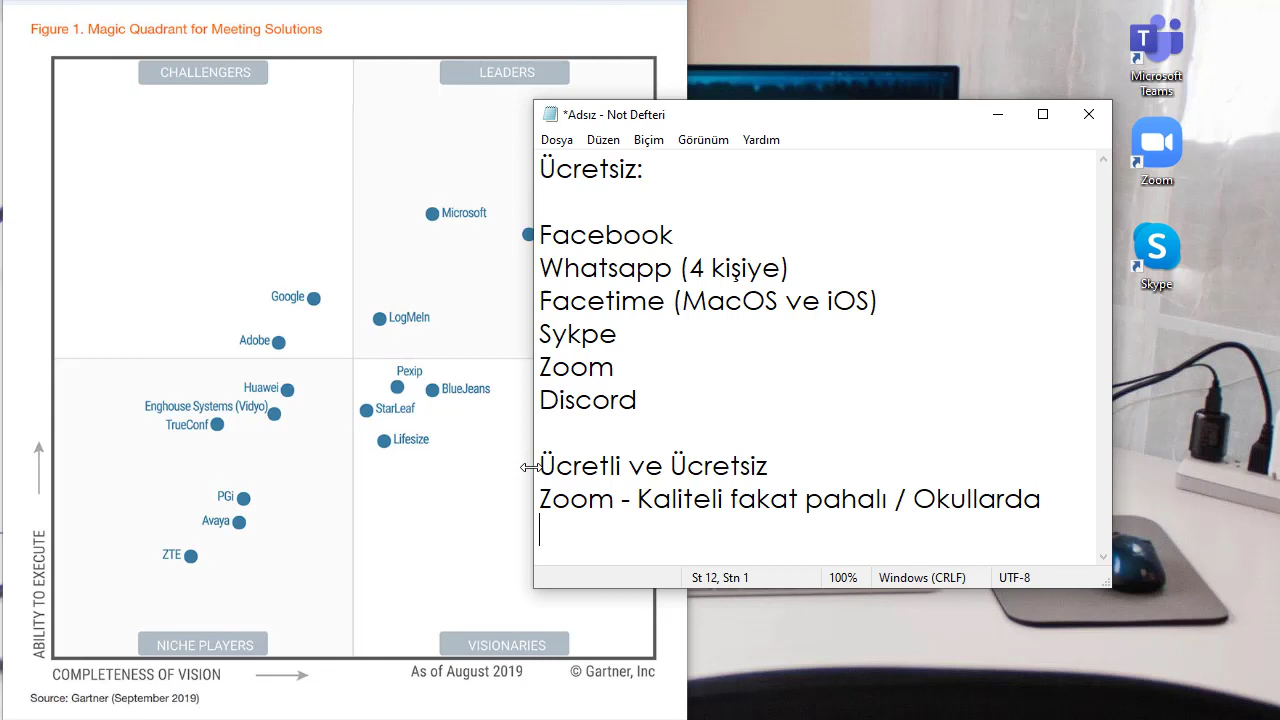 Figure 1. Magic Quadrant for Meeting Solutions
CHALLENGERS
LEADERS
Microsoft
Google
LogMeIn
Adobe
Pexip
Huawei
BlueJeans
Enghouse Systems (Vidyo)
StarLeaf
TrueConf
Lifesize
PGi
Avaya
ZTE
NICHE PLAYERS
VISIONARIES
ABILITY TO EXECUTE
COMPLETENESS OF VISION
As of August 2019
© Gartner, Inc
Source: Gartner (September 2019)
*Adsız - Not Defteri
Dosya Düzen Biçim Görünüm Yardım
Ücretsiz:
Facebook
Whatsapp (4 kişiye)
Facetime (MacOS ve iOS)
Sykpe
Zoom
Discord
Ücretli ve Ücretsiz
Zoom - Kaliteli fakat pahalı / Okullarda
St 12, Stn 1
100%
Windows (CRLF)
UTF-8
T
Microsoft
Teams
Zoom
S
Skype